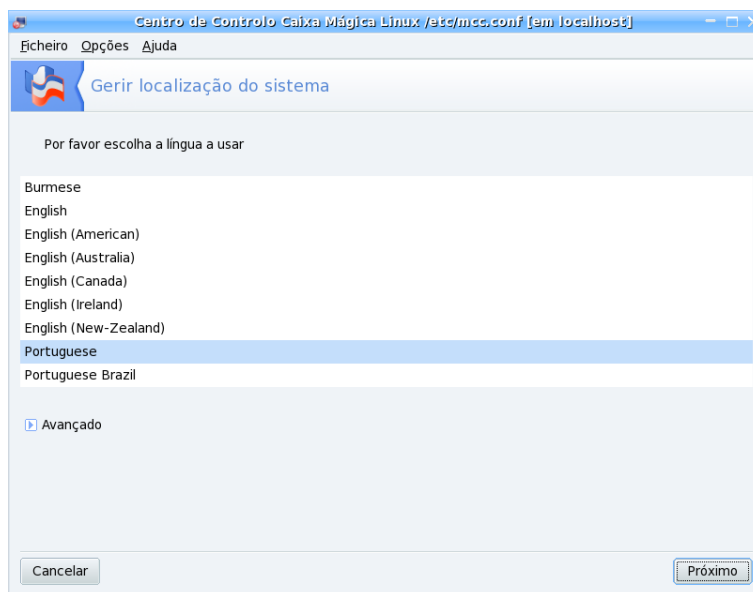 Centro de Controlo Caixa Mágica Linux /etc/mcc.conf [em localhost]
Ficheiro Opções Ajuda
Gerir localização do sistema
Por favor escolha a língua a usar
Burmese
English
English (American)
English (Australia)
English (Canada)
English (Ireland)
English (New-Zealand)
Portuguese
Portuguese Brazil
Avançado
Cancelar Próximo